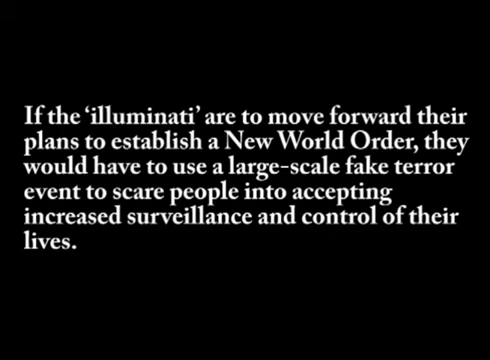 If the ‘illuminati’ are to move forward their
plans to establish a New World Order, they
would have to use a large-scale fake terror
event to scare people into accepting
increased surveillance and control of their
lives.